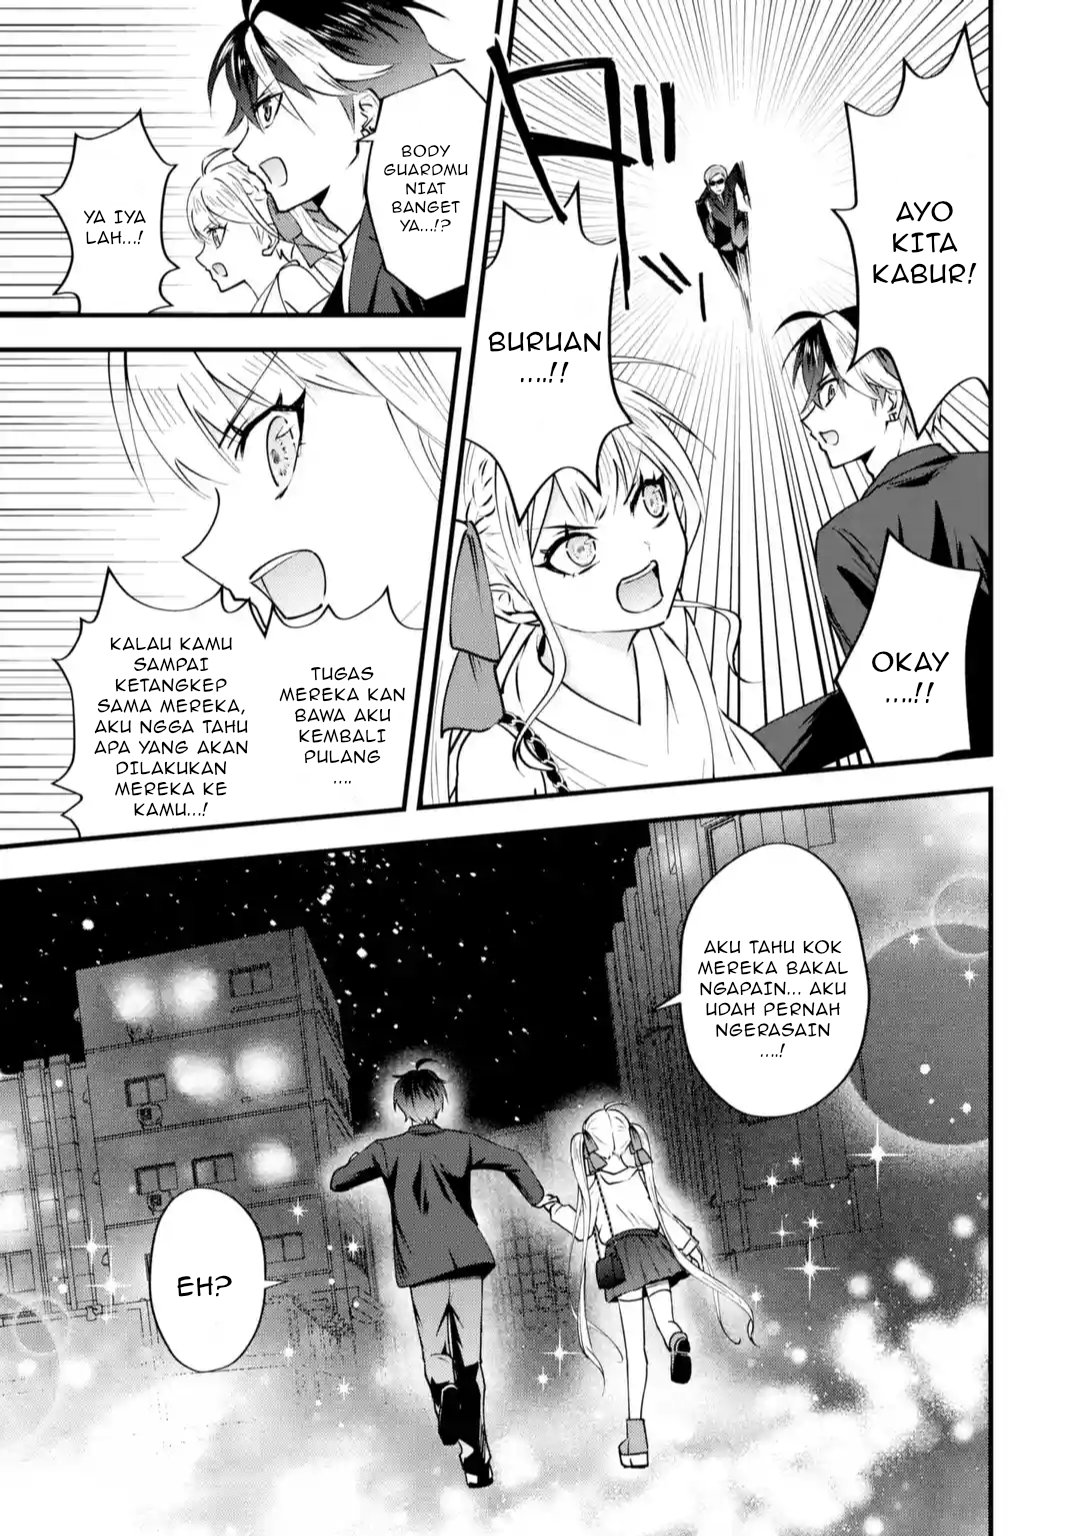 AYO
KITA
KABUR!
ダダ
BURUAN
....!!
OKAY
....!!
BODY
GUARDMU
NIAT
BANGET
YA...!?
YA IYA
LAH...!
TUGAS
MEREKA KAN
BAWA AKU
KEMBALI
PULANG
....
KALAU KAMU
SAMPAI
KETANGKEP
SAMA MEREKA,
AKU NGGA TAHU
APA YANG AKAN
DILAKUKAN
MEREKA KE
KAMU...!
AKU TAHU KOK
MEREKA BAKAL
NGAPAIN... AKU
UDAH PERNAH
NGERASAIN
....!
EH?